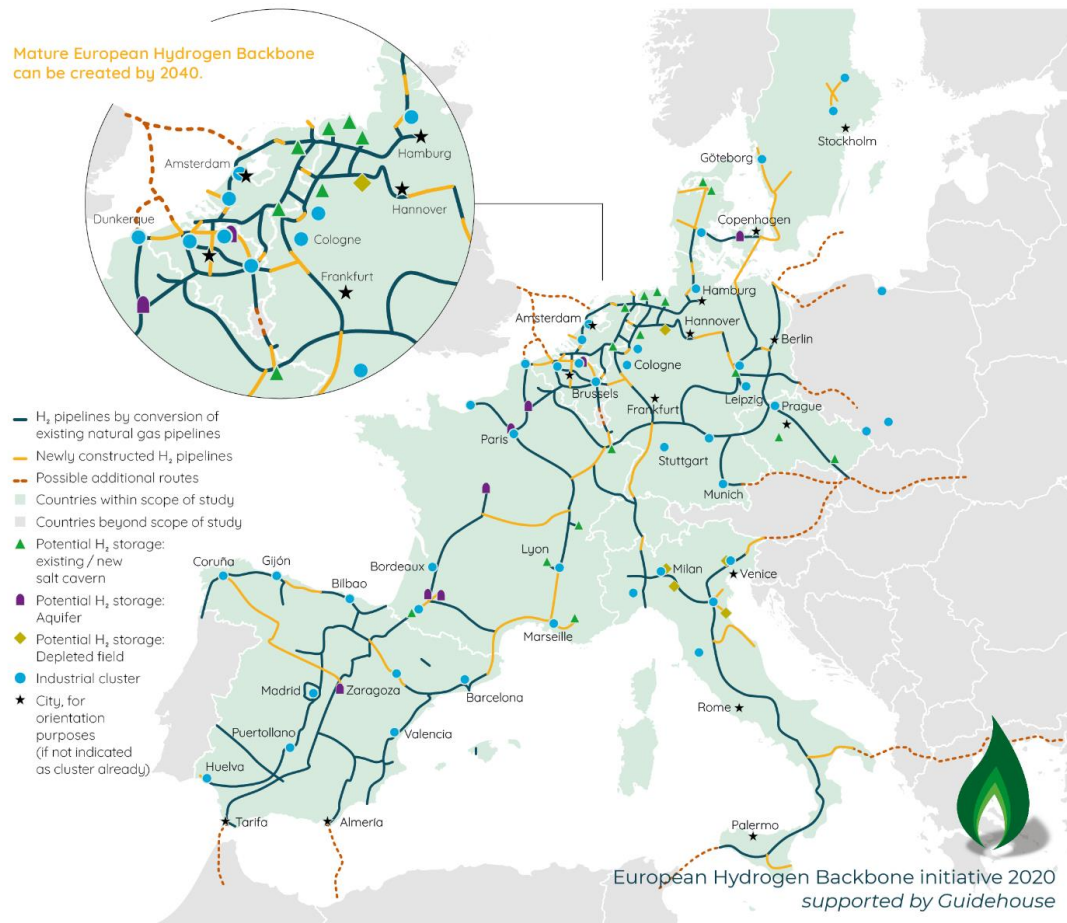 Mature European Hydrogen Backbone
can be created by 2040.
Amsterdam
Hamburg
Hannover
Dunkerque
Cologne
Frankfurt
H₂ pipelines by conversion of
existing natural gas pipelines
Newly constructed H₂ pipelines
Possible additional routes
Countries within scope of study
Countries beyond scope of study
Potential H₂ storage:
existing / new
salt cavern
Potential H₂ storage:
Aquifer
Potential H₂ storage:
Depleted field
Industrial cluster
City, for
orientation
purposes
(if not indicated
as cluster already)
Stockholm
Göteborg
Copenhagen
Hamburg
Amsterdam
Hannover
Berlin
Cologne
Brussels
Leipzig
Frankfurt
Prague
Paris
Stuttgart
Munich
Lyon
Milan
Venice
Bordeaux
Coruña
Gijón
Bilbao
Marseille
Madrid
Zaragoza
Barcelona
Rome
Puertollano
Valencia
Huelva
Tarifa
Almería
Palermo
European Hydrogen Backbone initiative 2020
supported by Guidehouse